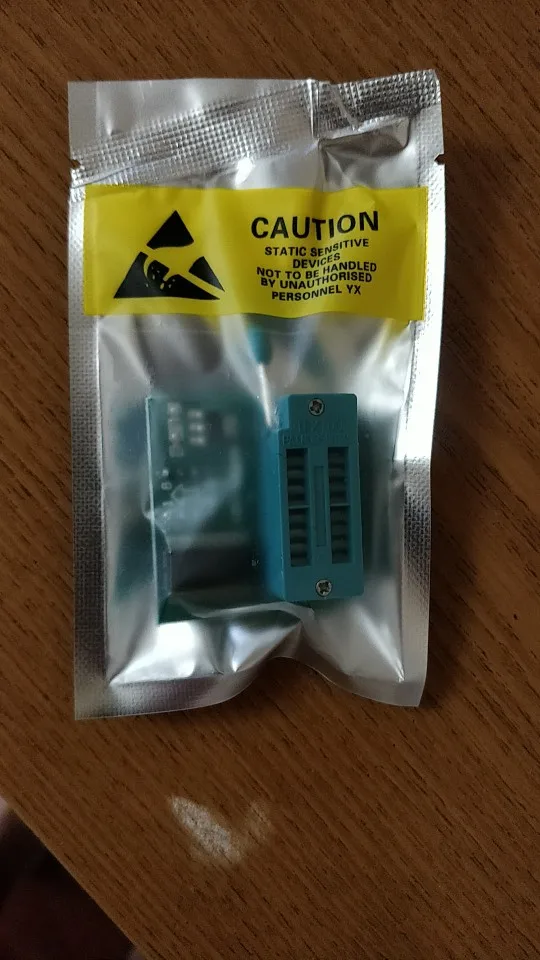 CAUTION
STATIC SENSITIVE
DEVICES
NOT TO BE HANDLED
BY UNAUTHORISED
PERSONNEL YX